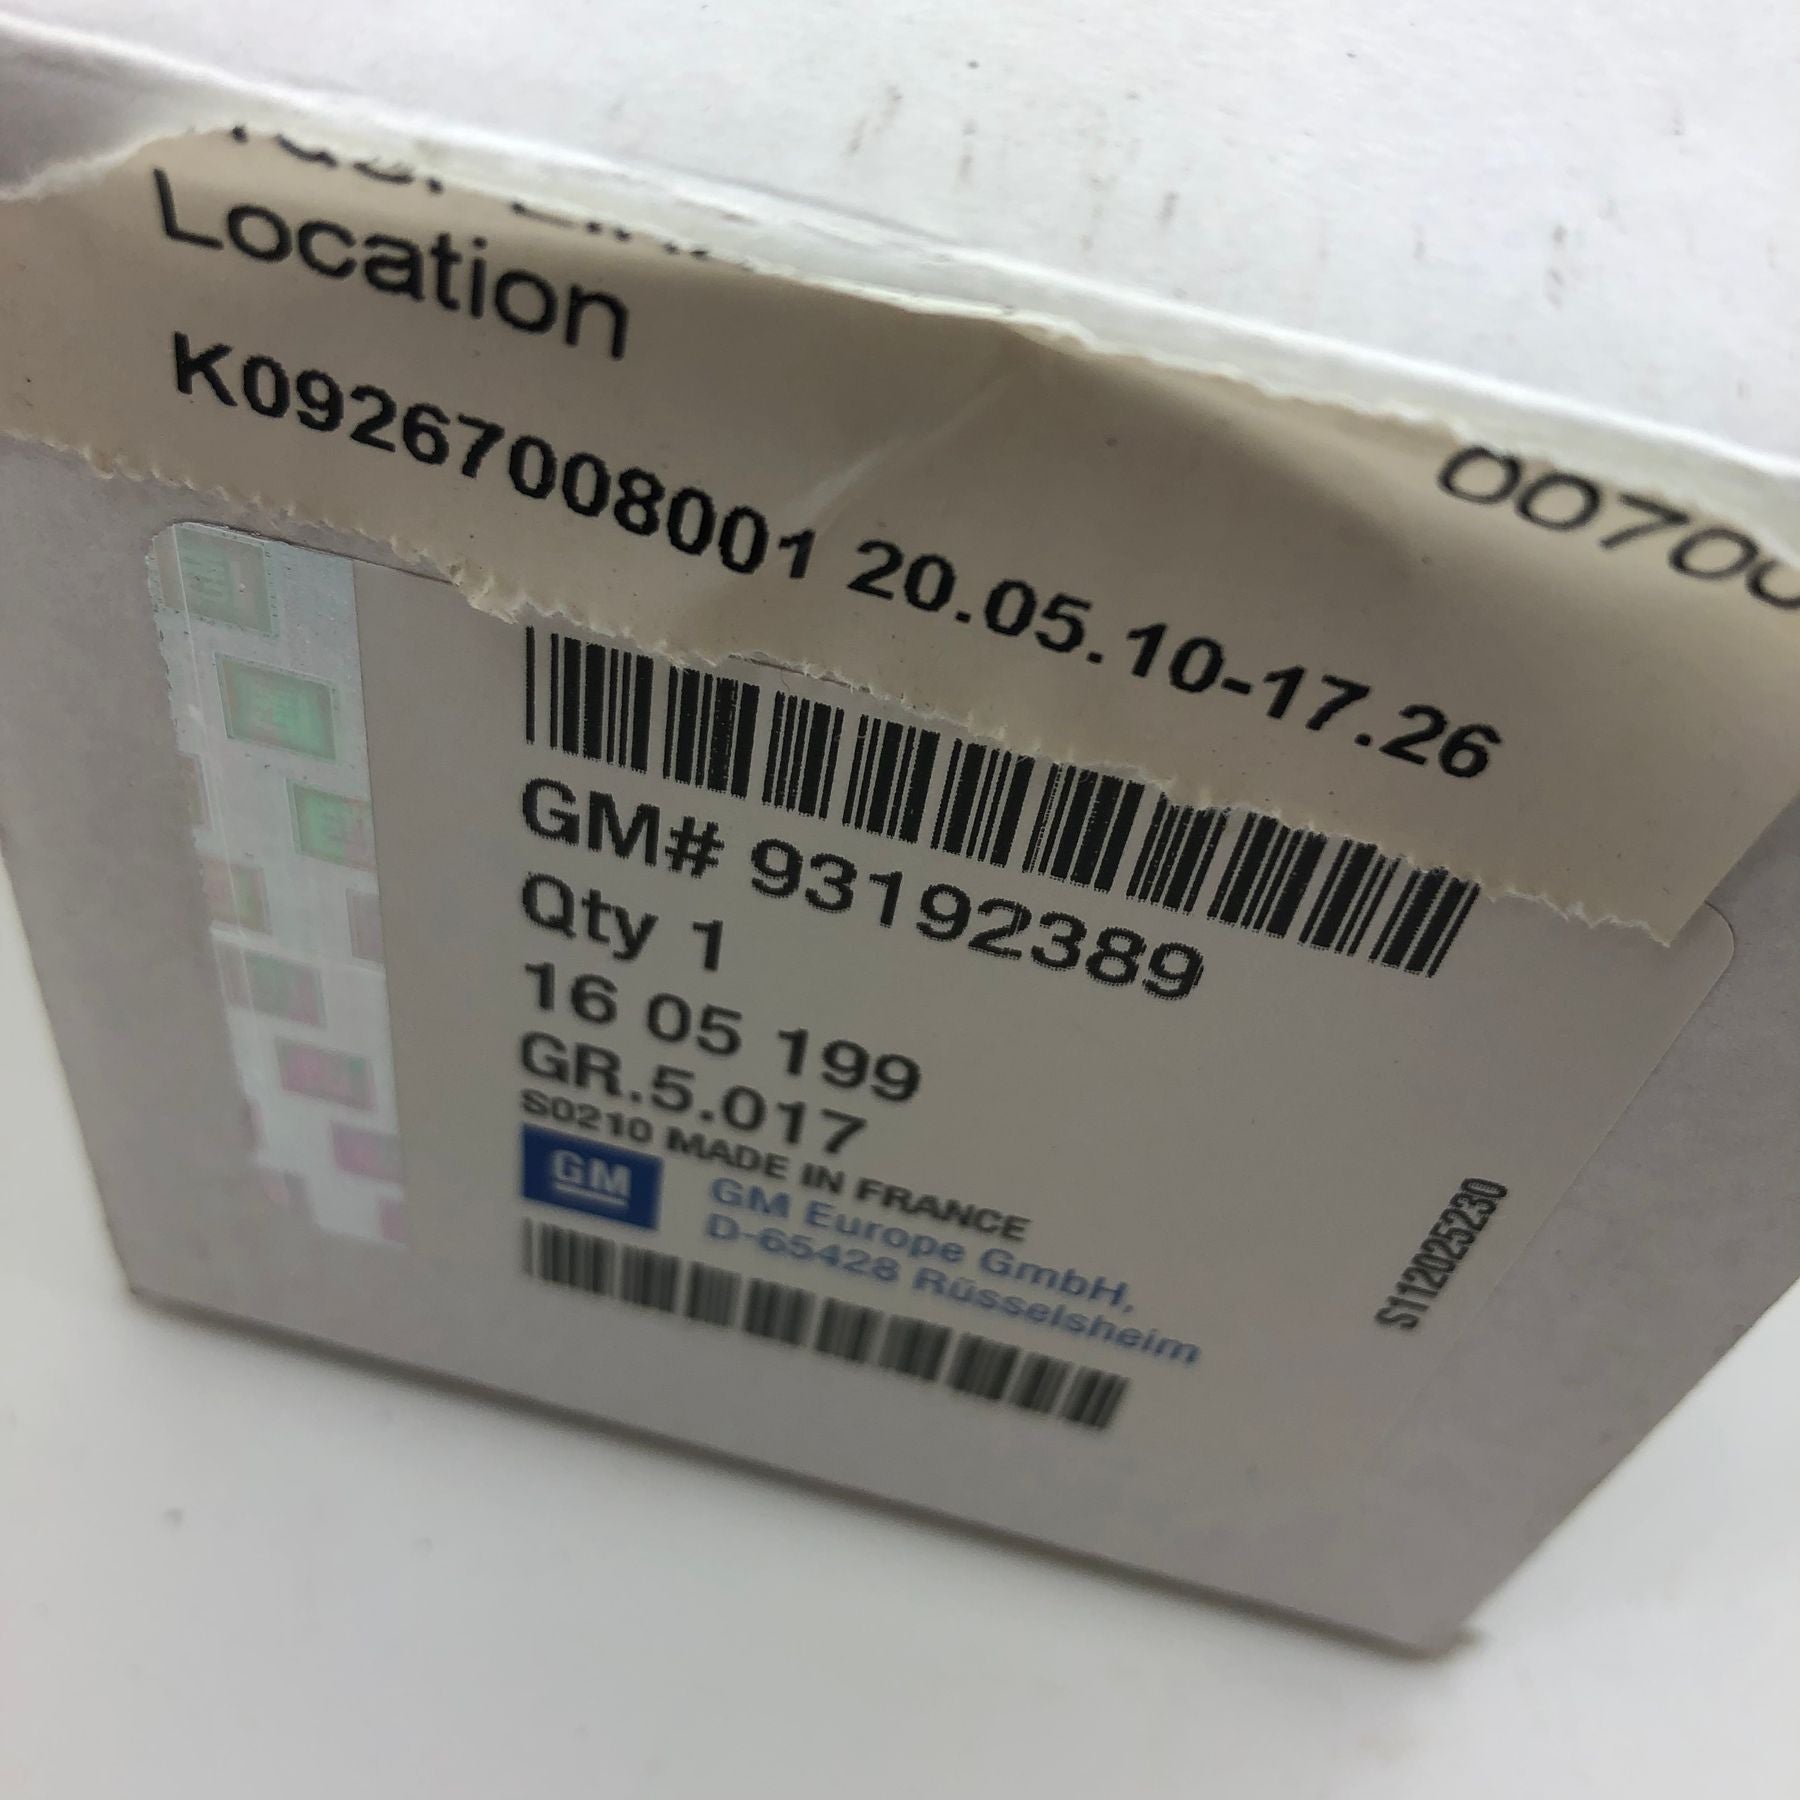 Location
K09267008001 20.05.10-17.26
GM# 93192389
Qty 1
16 05 199
GR.5.017
S0210 MADE IN FRANCE
GM
GM Europe GmbH,
D-65428 Rüsselsheim
S112025230